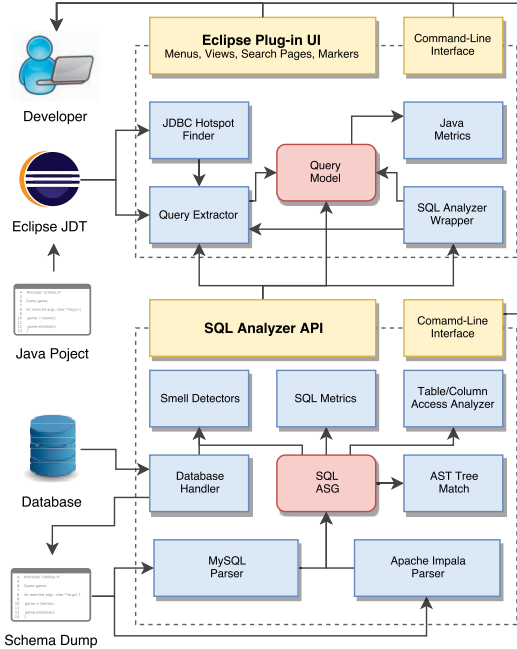 Eclipse Plug-in UI
Menus, Views, Search Pages, Markers
Command-Line
Interface
Developer
JDBC Hotspot
Finder
Java
Metrics
Query
Model
Eclipse JDT
Query Extractor
SQL Analyzer
Wrapper
Java Poject
SQL Analyzer API
Comamd-Line
Interface
Smell Detectors
SQL Metrics
Table/Column
Access Analyzer
Database
Database
Handler
SQL
ASG
AST Tree
Match
MySQL
Parser
Apache Impala
Parser
Schema Dump